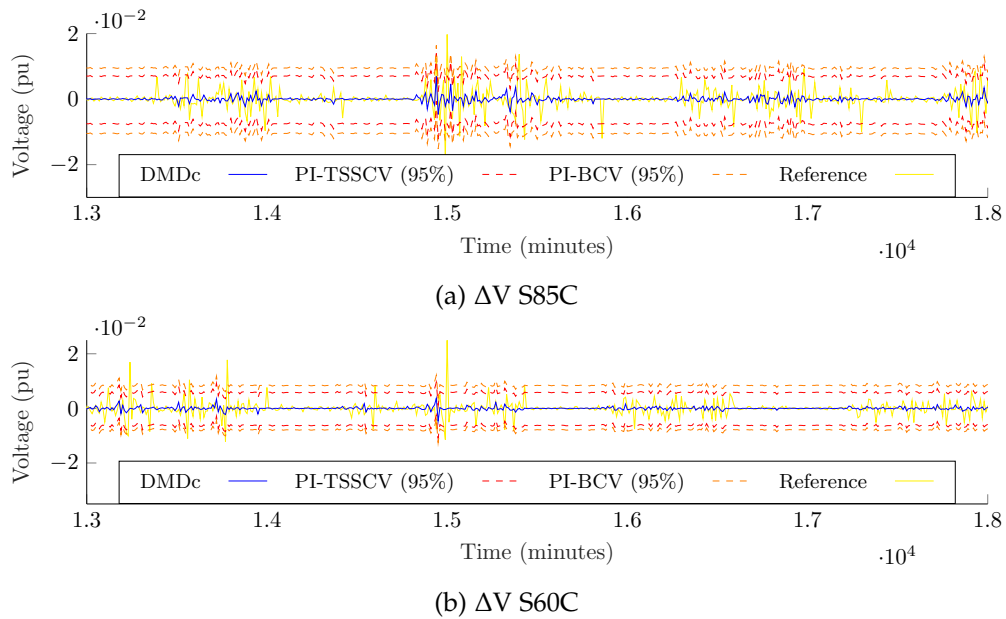 ·10⁻²
2
0
−2
Voltage (pu)
DMDc PI-TSSCV (95%) PI-BCV (95%) Reference
1.3 1.4 1.5 1.6 1.7 1.8
Time (minutes)
·10⁴
(a) ΔV S85C
·10⁻²
2
0
−2
Voltage (pu)
DMDc PI-TSSCV (95%) PI-BCV (95%) Reference
1.3 1.4 1.5 1.6 1.7 1.8
Time (minutes)
·10⁴
(b) ΔV S60C